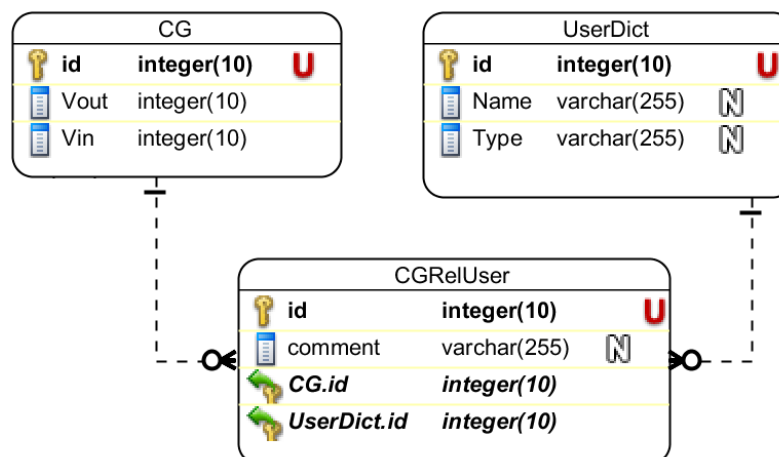 CG
id integer(10) U
Vout integer(10)
Vin integer(10)
UserDict
id integer(10) U
Name varchar(255) N
Type varchar(255) N
CGRelUser
id integer(10) U
comment varchar(255) N
CG.id integer(10)
UserDict.id integer(10)